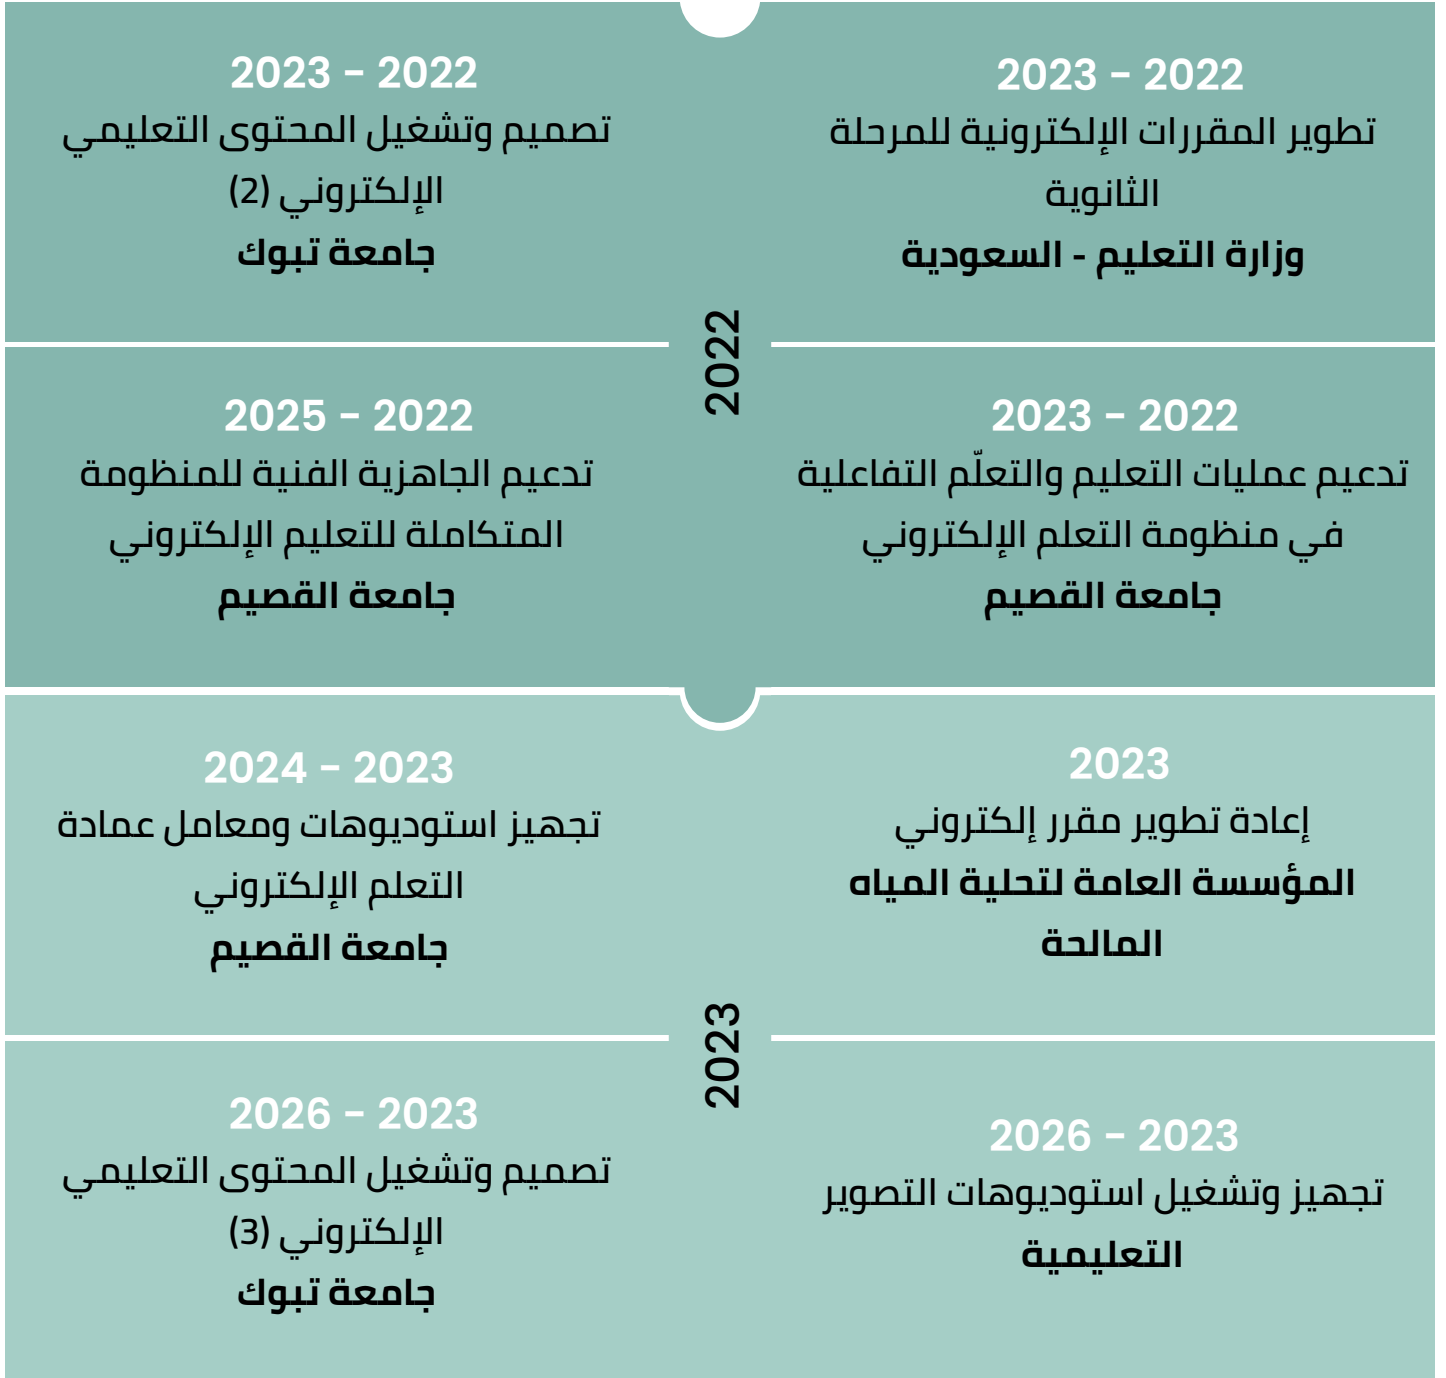 2022 - 2023
تطوير المقررات الإلكترونية للمرحلة
الثانوية
وزارة التعليم - السعودية
2022 - 2023
تصميم وتشغيل المحتوى التعليمي
الإلكتروني (2)
جامعة تبوك
2022
2022 - 2023
تدعيم عمليات التعليم والتعلّم التفاعلية
في منظومة التعلم الإلكتروني
جامعة القصيم
2022 - 2025
تدعيم الجاهزية الفنية للمنظومة
المتكاملة للتعليم الإلكتروني
جامعة القصيم
2023
إعادة تطوير مقرر إلكتروني
المؤسسة العامة لتحلية المياه
المالحة
2023 - 2024
تجهيز استوديوهات ومعامل عمادة
التعلم الإلكتروني
جامعة القصيم
2023
2023 - 2026
تجهيز وتشغيل استوديوهات التصوير
التعليمية
2023 - 2026
تصميم وتشغيل المحتوى التعليمي
الإلكتروني (3)
جامعة تبوك